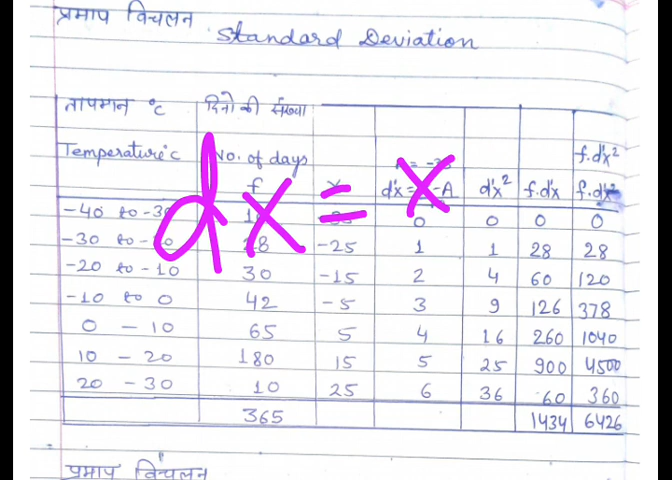 प्रमाप विचलन
Standard Deviation
तापमान °C दिनो की संख्या
Temperature °C No. of days f.d'x²
f d'x = -A d'x² f.d'x f.d'x²
dx = x
-40 to -30 0 0 0 0
-30 to 28 -25 1 1 28 28
-20 to -10 30 -15 2 4 60 120
-10 to 0 42 -5 3 9 126 378
0 - 10 65 5 4 16 260 1040
10 - 20 180 15 5 25 900 4500
20 - 30 10 25 6 36 60 360
365 1434 6426
प्रमाप विचलन